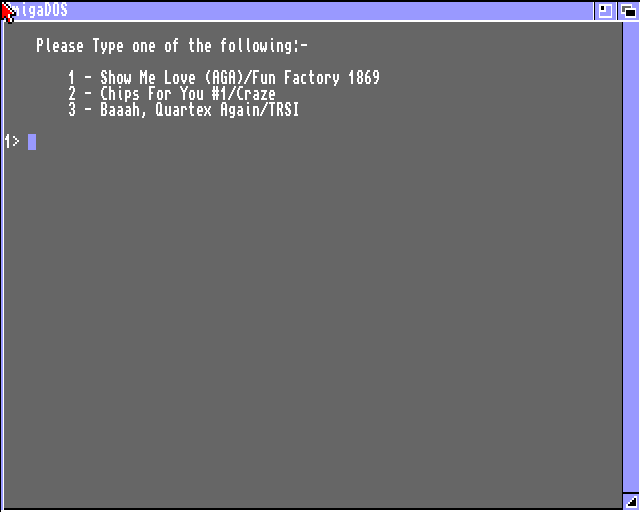 migaDOS
Please Type one of the following:-
1 - Show Me Love (AGA)/Fun Factory 1869
2 - Chips For You #1/Craze
3 - Baaah, Quartex Again/TRSI
1>